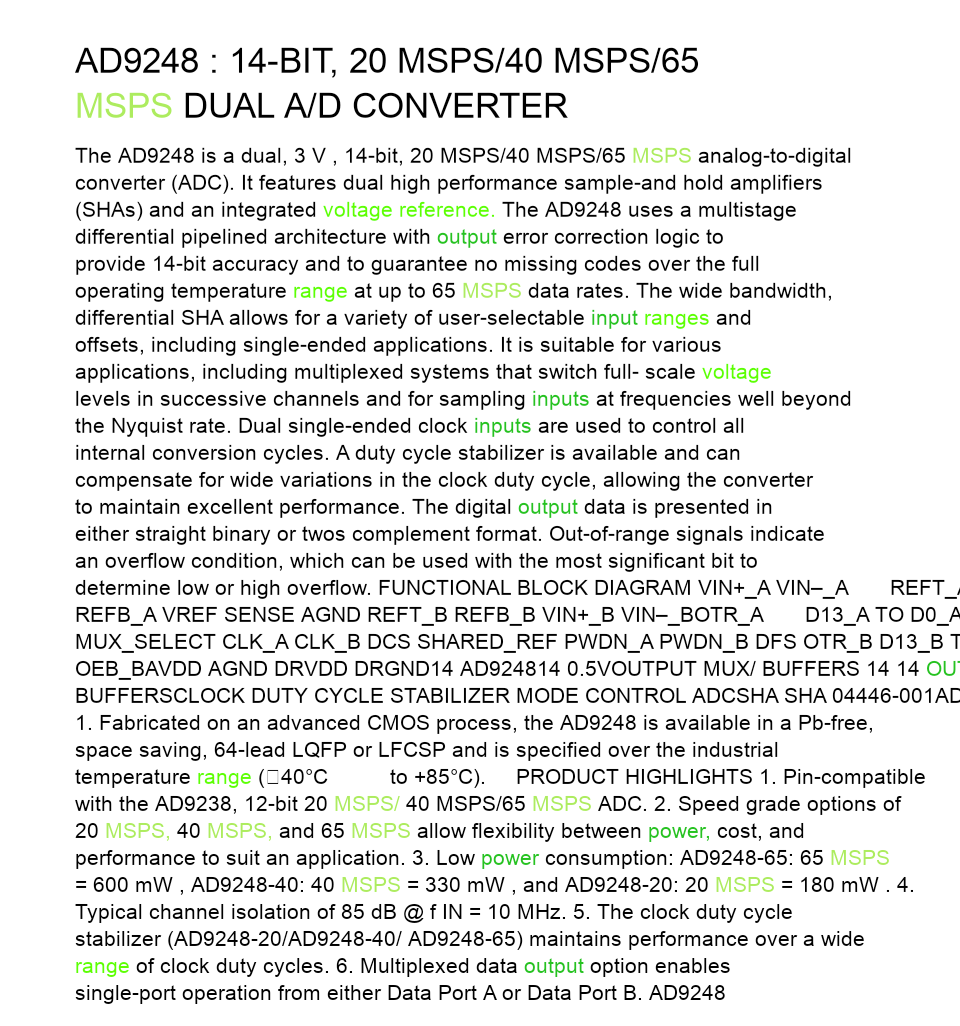 AD9248 : 14-BIT, 20 MSPS/40 MSPS/65
MSPS DUAL A/D CONVERTER
The AD9248 is a dual, 3 V , 14-bit, 20 MSPS/40 MSPS/65 MSPS analog-to-digital
converter (ADC). It features dual high performance sample-and hold amplifiers
(SHAs) and an integrated voltage reference. The AD9248 uses a multistage
differential pipelined architecture with output error correction logic to
provide 14-bit accuracy and to guarantee no missing codes over the full
operating temperature range at up to 65 MSPS data rates. The wide bandwidth,
differential SHA allows for a variety of user-selectable input ranges and
offsets, including single-ended applications. It is suitable for various
applications, including multiplexed systems that switch full- scale voltage
levels in successive channels and for sampling inputs at frequencies well beyond
the Nyquist rate. Dual single-ended clock inputs are used to control all
internal conversion cycles. A duty cycle stabilizer is available and can
compensate for wide variations in the clock duty cycle, allowing the converter
to maintain excellent performance. The digital output data is presented in
either straight binary or twos complement format. Out-of-range signals indicate
an overflow condition, which can be used with the most significant bit to
determine low or high overflow. FUNCTIONAL BLOCK DIAGRAM VIN+_A VIN–_A REFT_A
REFB_A VREF SENSE AGND REFT_B REFB_B VIN+_B VIN–_BOTR_A D13_A TO D0_A
MUX_SELECT CLK_A CLK_B DCS SHARED_REF PWDN_A PWDN_B DFS OTR_B D13_B T
OEB_BAVDD AGND DRVDD DRGND14 AD924814 0.5VOUTPUT MUX/ BUFFERS 14 14 OUT
BUFFERSCLOCK DUTY CYCLE STABILIZER MODE CONTROL ADCSHA SHA 04446-001AD
1. Fabricated on an advanced CMOS process, the AD9248 is available in a Pb-free,
space saving, 64-lead LQFP or LFCSP and is specified over the industrial
temperature range (40°C to +85°C). PRODUCT HIGHLIGHTS 1. Pin-compatible
with the AD9238, 12-bit 20 MSPS/ 40 MSPS/65 MSPS ADC. 2. Speed grade options of
20 MSPS, 40 MSPS, and 65 MSPS allow flexibility between power, cost, and
performance to suit an application. 3. Low power consumption: AD9248-65: 65 MSPS
= 600 mW , AD9248-40: 40 MSPS = 330 mW , and AD9248-20: 20 MSPS = 180 mW . 4.
Typical channel isolation of 85 dB @ f IN = 10 MHz. 5. The clock duty cycle
stabilizer (AD9248-20/AD9248-40/ AD9248-65) maintains performance over a wide
range of clock duty cycles. 6. Multiplexed data output option enables
single-port operation from either Data Port A or Data Port B. AD9248